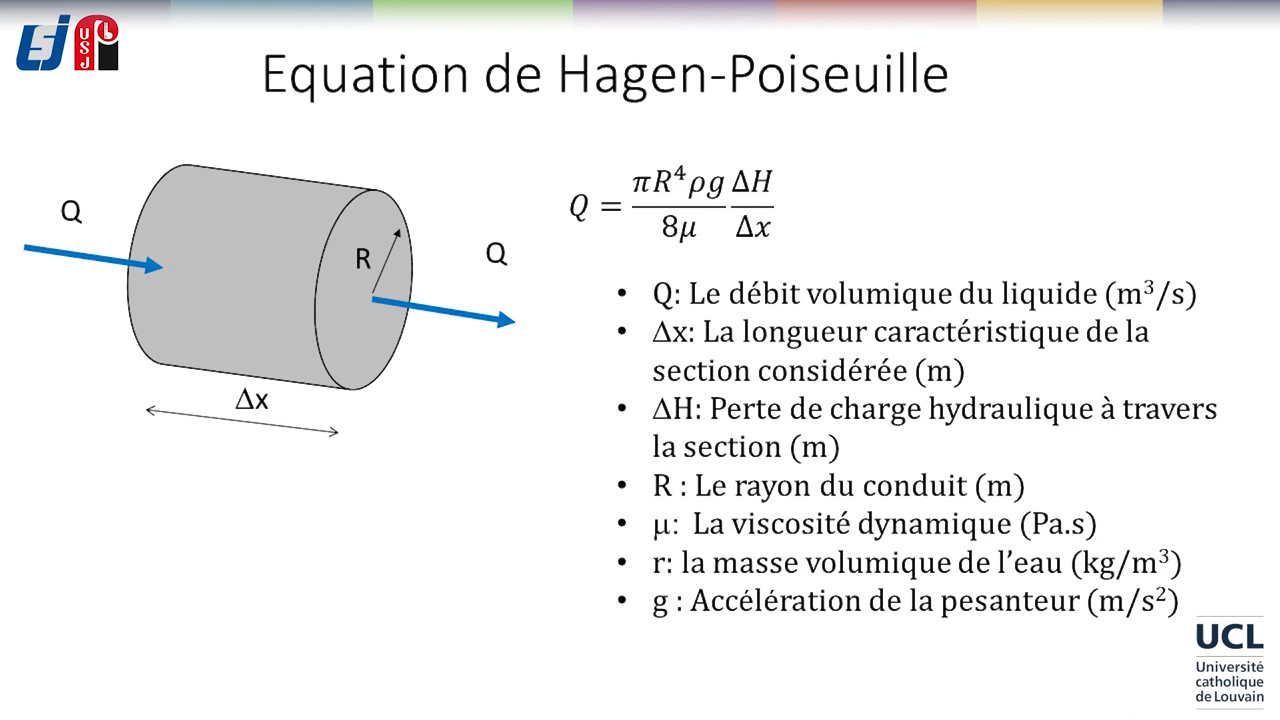 USJ
Equation de Hagen-Poiseuille
Q
R
Q
Δx
Q = πR⁴ρg/8μ ΔH/Δx
• Q: Le débit volumique du liquide (m³/s)
• Δx: La longueur caractéristique de la
section considérée (m)
• ΔH: Perte de charge hydraulique à travers
la section (m)
• R : Le rayon du conduit (m)
• μ: La viscosité dynamique (Pa.s)
• r: la masse volumique de l’eau (kg/m³)
• g : Accélération de la pesanteur (m/s²)
UCL
Université
catholique
de Louvain